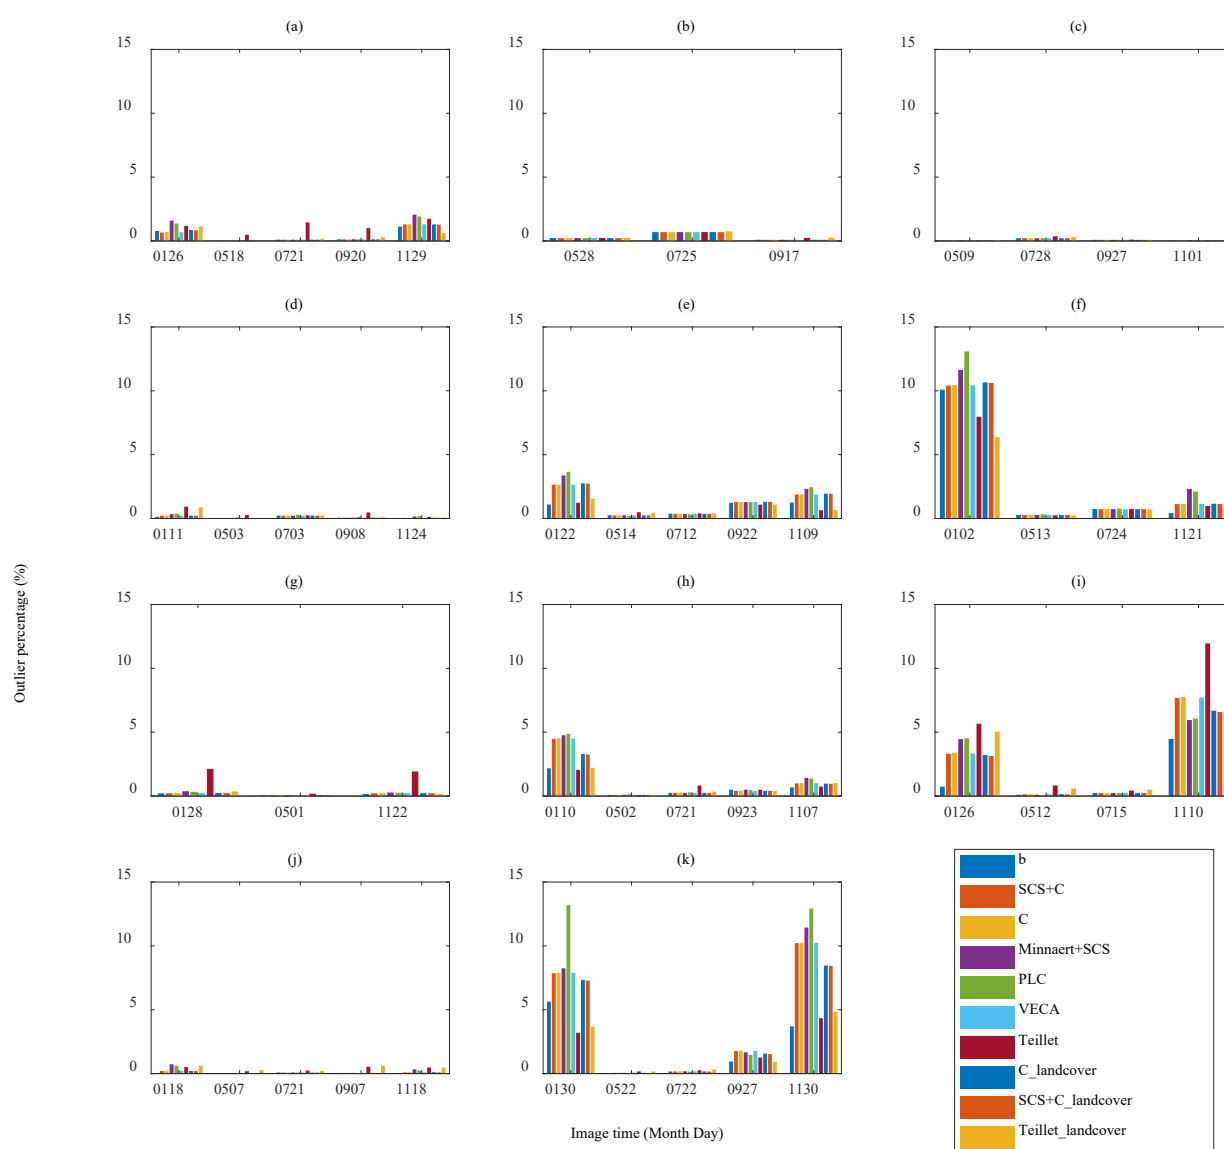 (a) (b) (c)
15 15 15
10 10 10
5 5 5
0 0 0
0126 0518 0721 0920 1129 0528 0725 0917 0509 0728 0927 1101
(d) (e) (f)
15 15 15
10 10 10
5 5 5
0 0 0
0111 0503 0703 0908 1124 0122 0514 0712 0922 1109 0102 0513 0724 1121
Outlier percentage (%)
(g) (h) (i)
15 15 15
10 10 10
5 5 5
0 0 0
0128 0501 1122 0110 0502 0721 0923 1107 0126 0512 0715 1110
(j) (k)
15 15
10 10
5 5
0 0
0118 0507 0721 0907 1118 0130 0522 0722 0927 1130
Image time (Month Day)
b
SCS+C
C
Minnaert+SCS
PLC
VECA
Teillet
C_landcover
SCS+C_landcover
Teillet_landcover